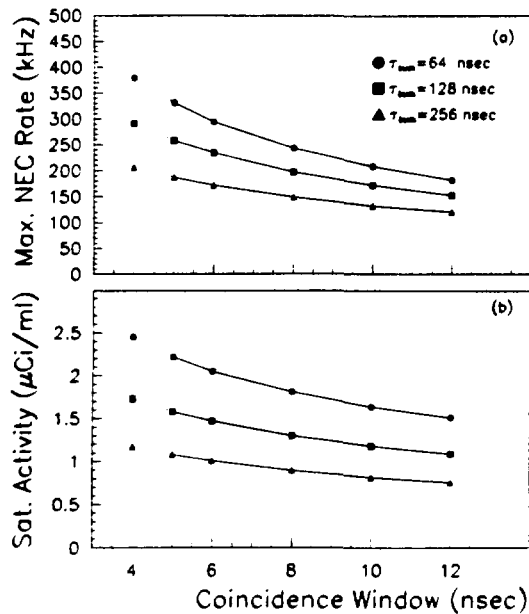 500
450
400
350
300
250
200
150
100
50
0
Max. NEC Rate (kHz)
(a)
=64 nsec
=128 nsec
=256 nsec
2.5
2
1.5
1
0.5
0
Sat. Activity (μCi/ml)
(b)
4 6 8 10 12
Coincidence Window (nsec)